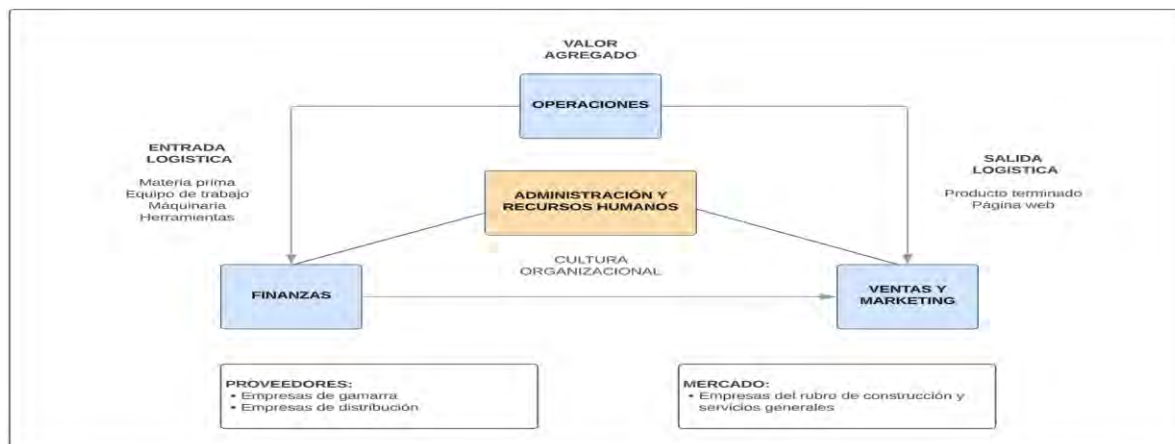 VALOR
AGREGADO
OPERACIONES
ENTRADA
LOGISTICA
Materia prima
Equipo de trabajo
Máquinaria
Herramientas
SALIDA
LOGÍSTICA
Producto terminado
Página web
ADMINISTRACIÓN Y
RECURSOS HUMANOS
CULTURA
ORGANIZACIONAL
FINANZAS
VENTAS Y
MARKETING
PROVEEDORES:
• Empresas de gamarra
• Empresas de distribución
MERCADO:
• Empresas del rubro de construcción y
servicios generales